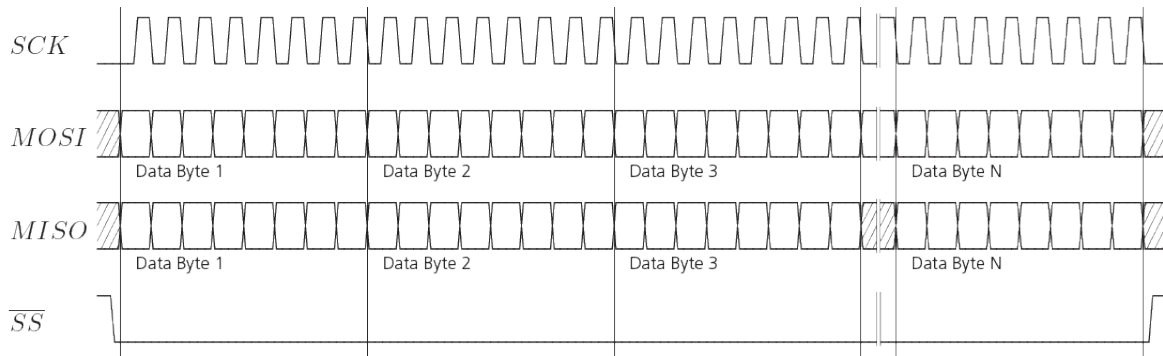 SCK
MOSI
Data Byte 1 Data Byte 2 Data Byte 3 Data Byte N
MISO
Data Byte 1 Data Byte 2 Data Byte 3 Data Byte N
S̅S̅